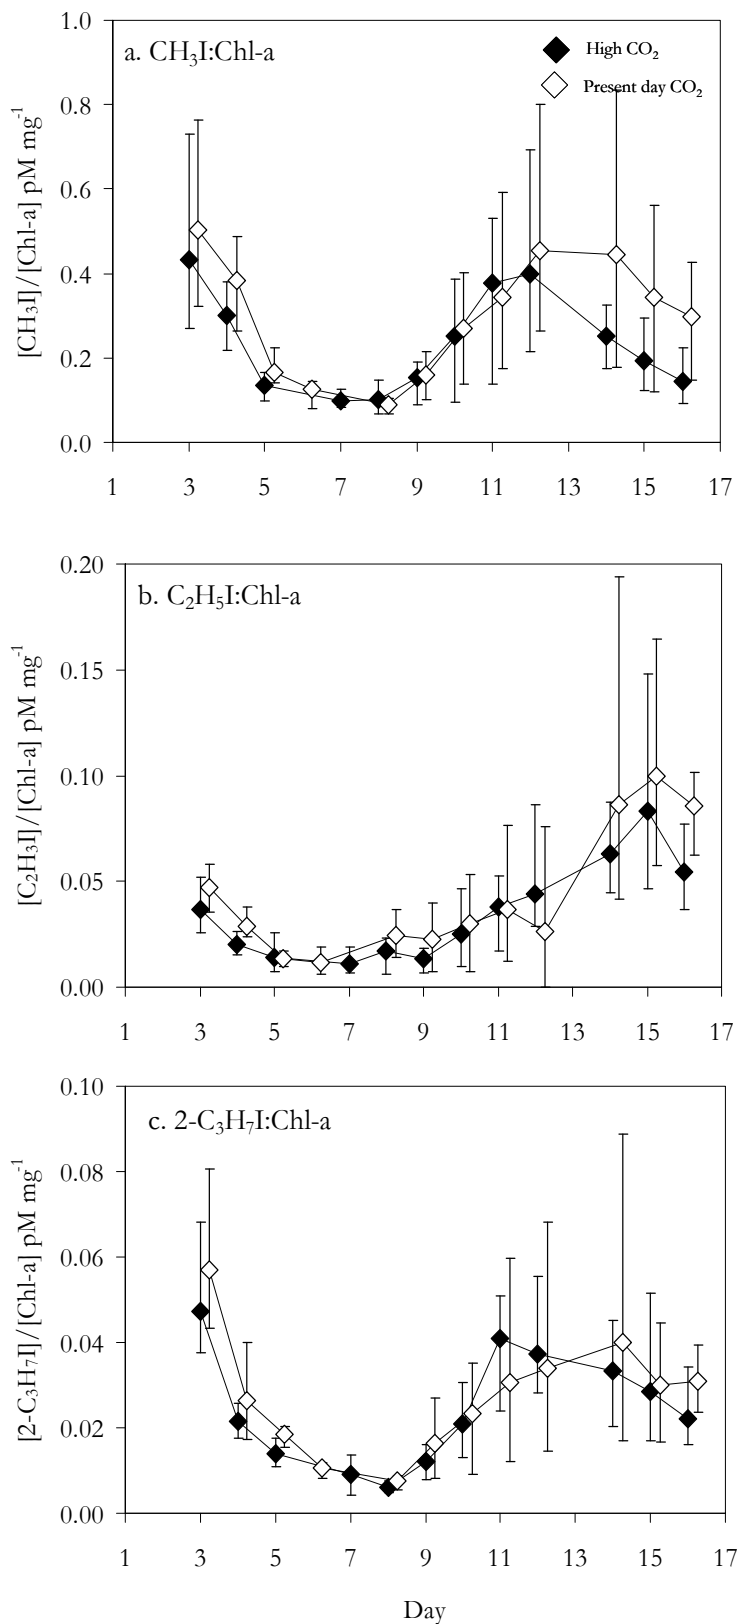 a. CH₃I:Chl-a
High CO₂
Present day CO₂
[CH₃I]/[Chl-a] pM mg⁻¹
1.0
0.8
0.6
0.4
0.2
0.0
1 3 5 7 9 11 13 15 17
b. C₂H₅I:Chl-a
[C₂H₃I]/[Chl-a] pM mg⁻¹
0.20
0.15
0.10
0.05
0.00
1 3 5 7 9 11 13 15 17
c. 2-C₃H₇I:Chl-a
[2-C₃H₇I]/[Chl-a] pM mg⁻¹
0.10
0.08
0.06
0.04
0.02
0.00
1 3 5 7 9 11 13 15 17
Day